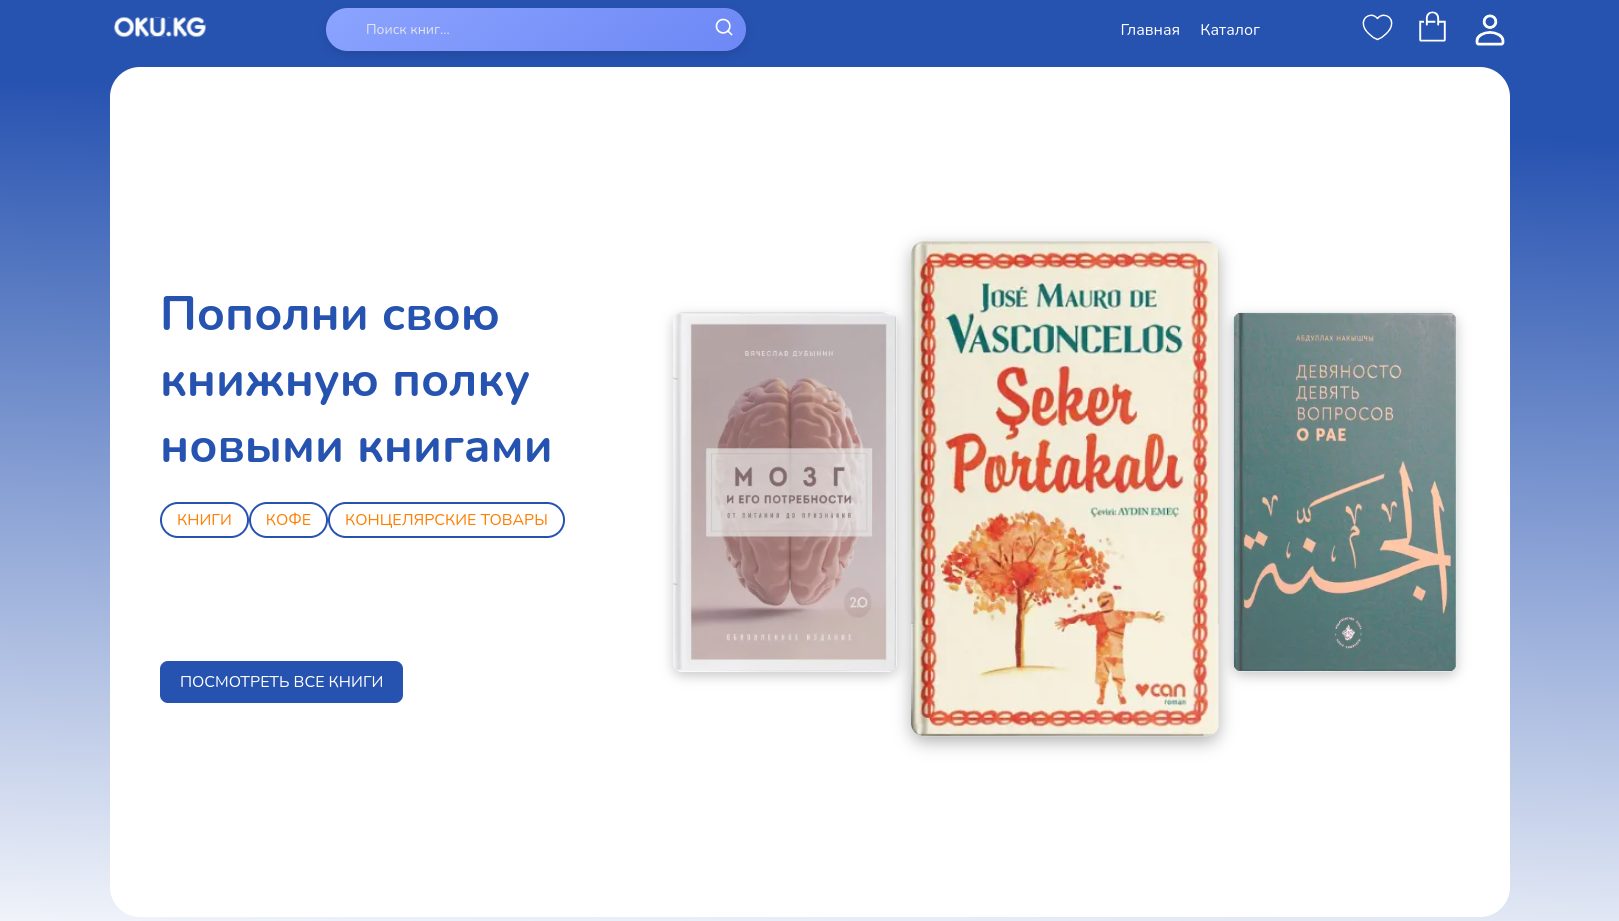 OKU.KG
Поиск книг...
Главная
Каталог
Пополни свою
книжную полку
новыми книгами
КНИГИ
КОФЕ
КОНЦЕЛЯРСКИЕ ТОВАРЫ
ПОСМОТРЕТЬ ВСЕ КНИГИ
ВЯЧЕСЛАВ ДУБЫНИН
МОЗГ
И ЕГО ПОТРЕБНОСТИ
ОТ ПИТАНИЯ ДО ПРИЗНАНИЯ
2.0
ОБНОВЛЕННОЕ ИЗДАНИЕ
JOSÉ MAURO DE
VASCONCELOS
Şeker
Portakalı
Çeviri: AYDIN EMEÇ
can
roman
АБДУЛЛАХ НАКЫШЧЫ
ДЕВЯНОСТО
ДЕВЯТЬ
ВОПРОСОВ
О РАЕ
الجنة